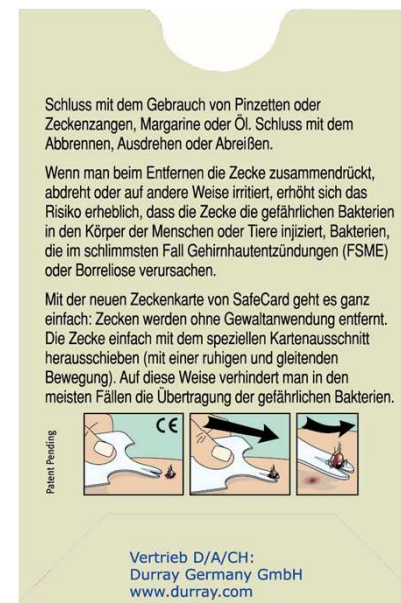 Schluss mit dem Gebrauch von Pinzetten oder
Zeckenzangen, Margarine oder Öl. Schluss mit dem
Abbrennen, Ausdrehen oder Abreißen.
Wenn man beim Entfernen die Zecke zusammendrückt,
abdreht oder auf andere Weise irritiert, erhöht sich das
Risiko erheblich, dass die Zecke die gefährlichen Bakterien
in den Körper der Menschen oder Tiere injiziert, Bakterien,
die im schlimmsten Fall Gehirnhautentzündungen (FSME)
oder Borreliose verursachen.
Mit der neuen Zeckenkarte von SafeCard geht es ganz
einfach: Zecken werden ohne Gewaltanwendung entfernt.
Die Zecke einfach mit dem speziellen Kartenausschnitt
herausschieben (mit einer ruhigen und gleitenden
Bewegung). Auf diese Weise verhindert man in den
meisten Fällen die Übertragung der gefährlichen Bakterien.
Patent Pending
CE
Vertrieb D/A/CH:
Durray Germany GmbH
www.durray.com